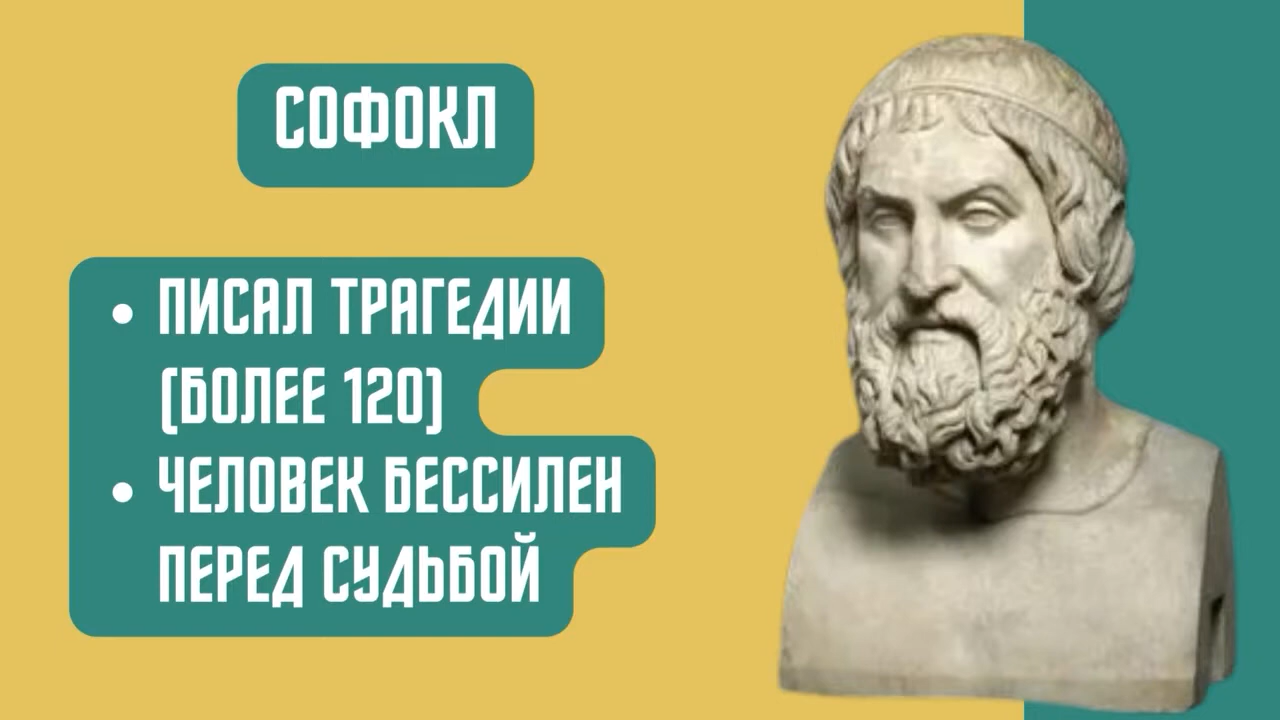 СОФОКЛ
• ПИСАЛ ТРАГЕДИИ
(БОЛЕЕ 120)
• ЧЕЛОВЕК БЕССИЛЕН
ПЕРЕД СУДЬБОЙ